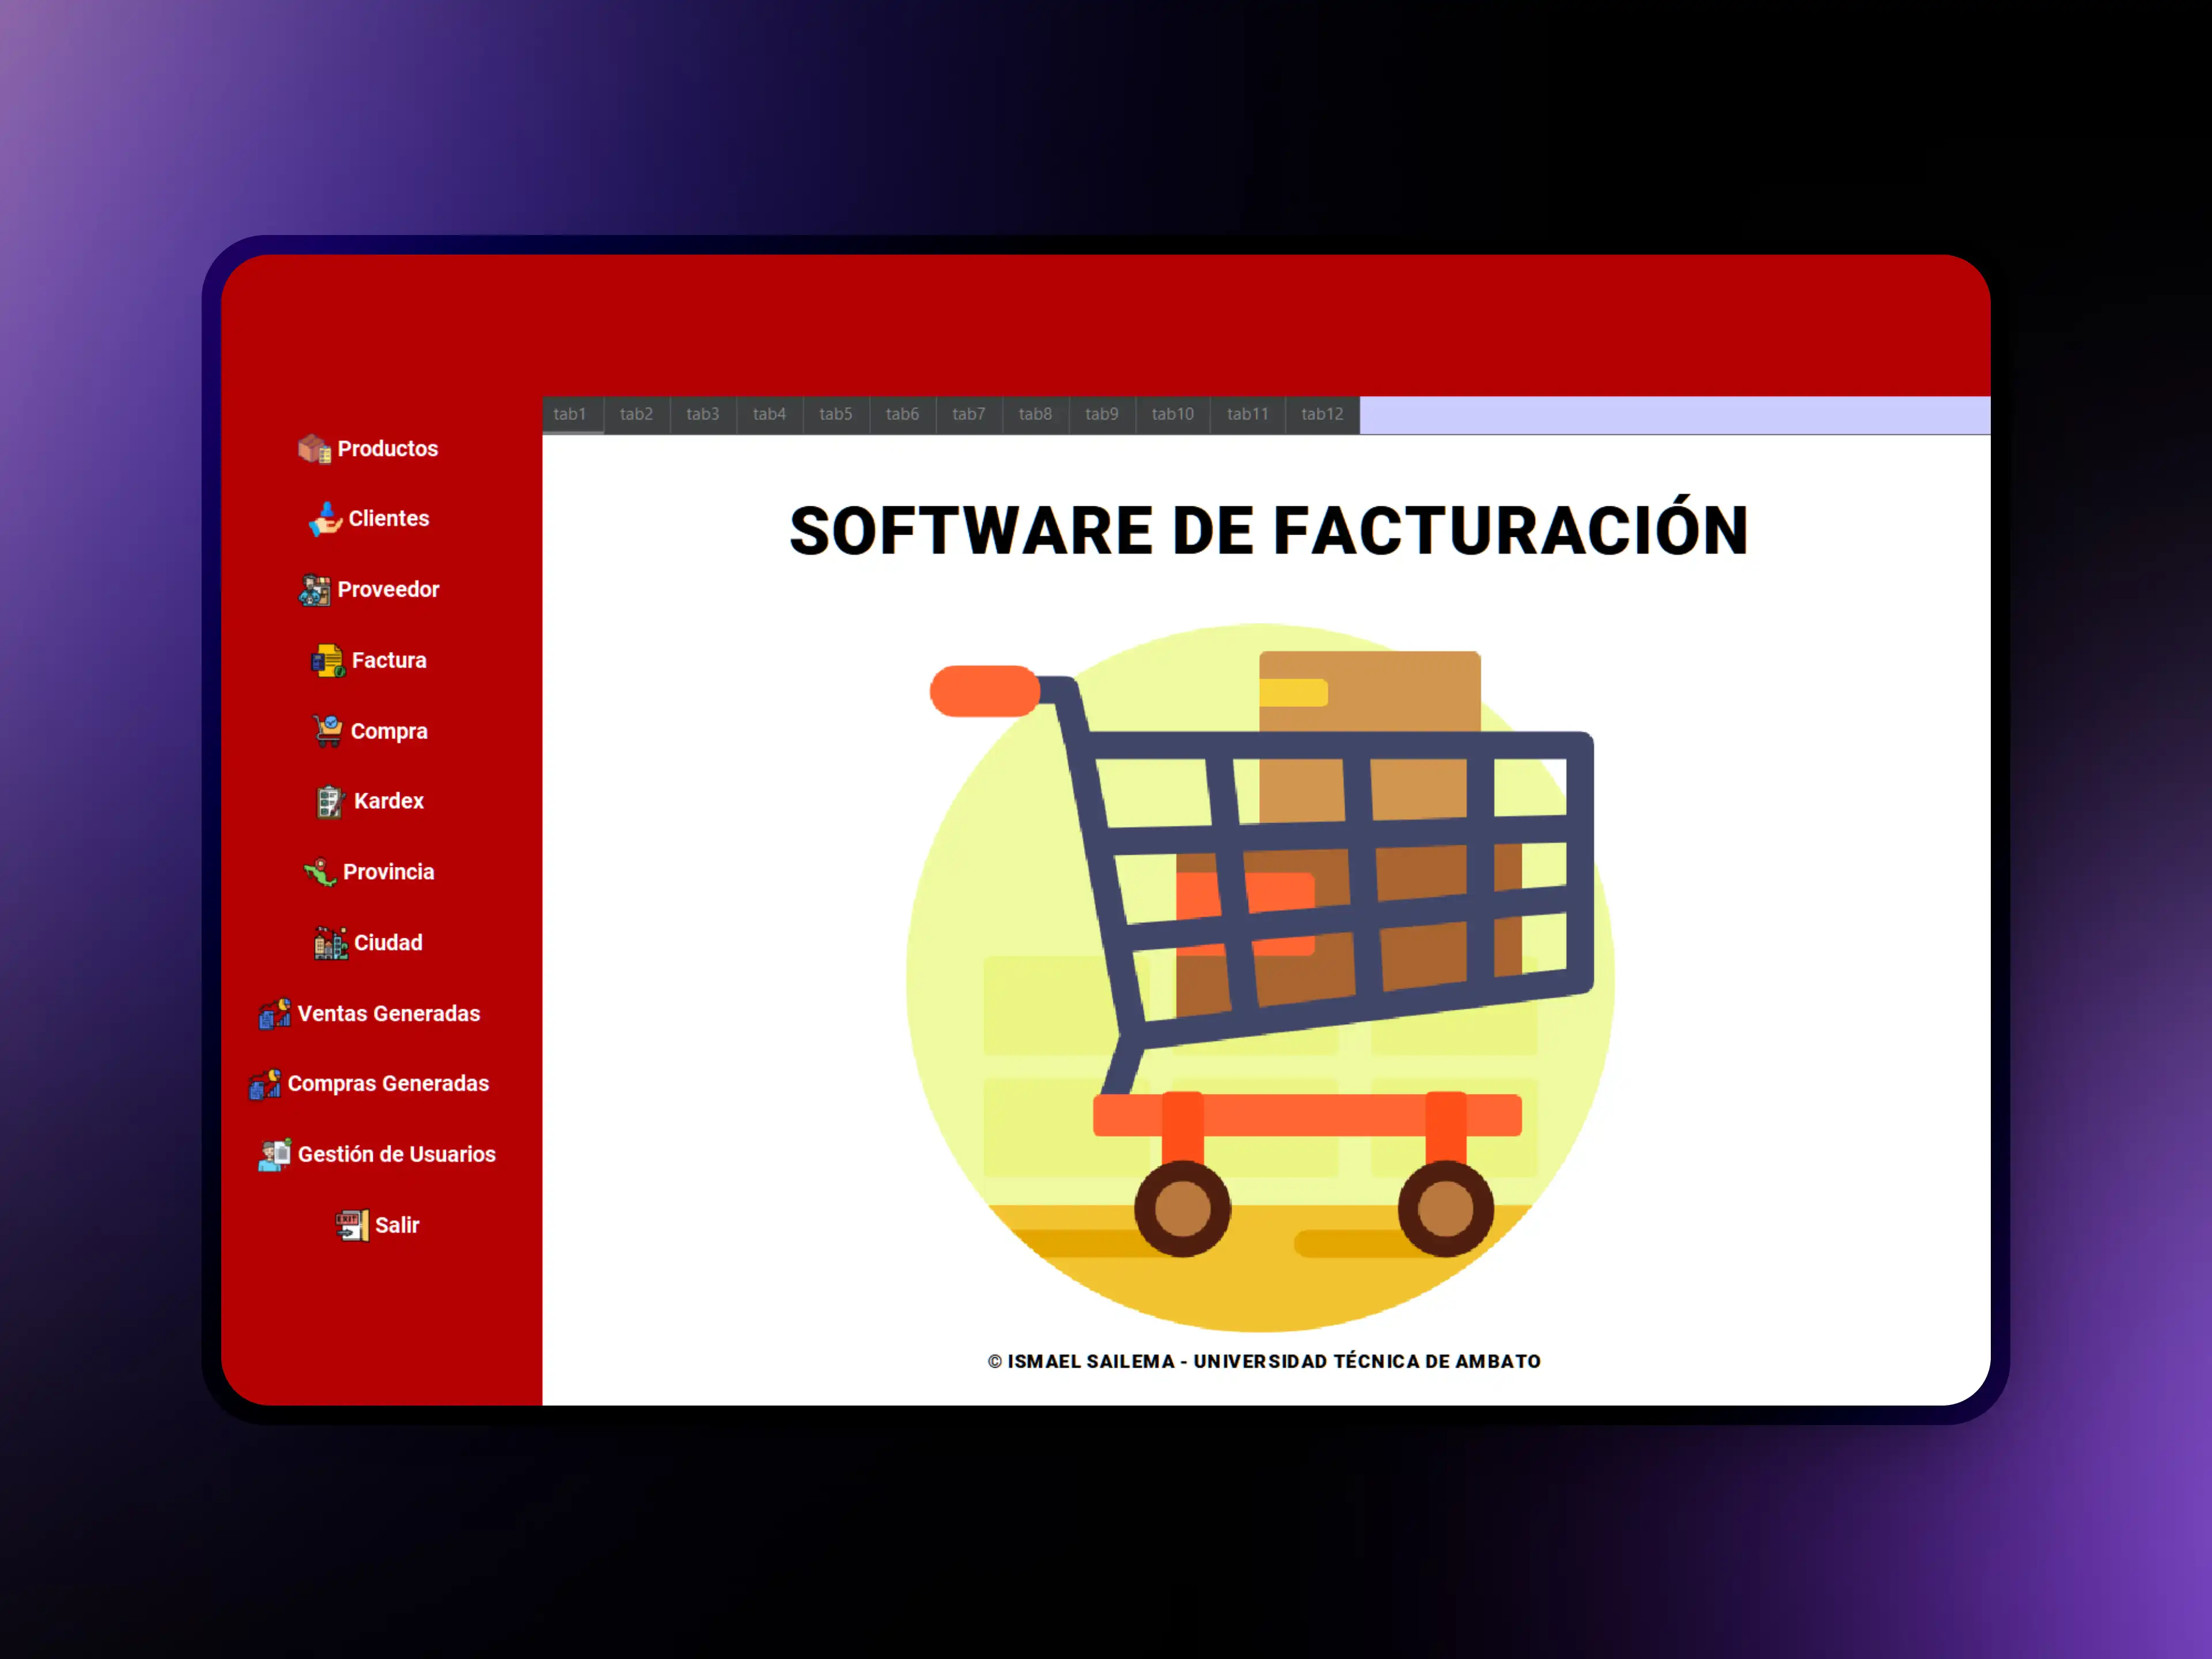 tab1 tab2 tab3 tab4 tab5 tab6 tab7 tab8 tab9 tab10 tab11 tab12
Productos
Clientes
Proveedor
Factura
Compra
Kardex
Provincia
Ciudad
Ventas Generadas
Compras Generadas
Gestión de Usuarios
EXIT
Salir
SOFTWARE DE FACTURACIÓN
© ISMAEL SAILEMA - UNIVERSIDAD TÉCNICA DE AMBATO